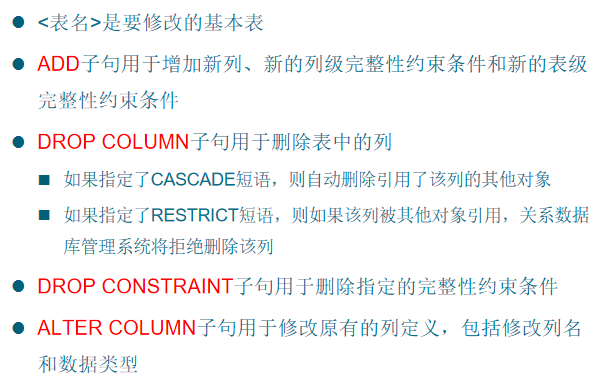 <表名>是要修改的基本表
ADD子句用于增加新列、新的列级完整性约束条件和新的表级
完整性约束条件
DROP COLUMN子句用于删除表中的列
如果指定了CASCADE短语，则自动删除引用了该列的其他对象
如果指定了RESTRICT短语，则如果该列被其他对象引用，关系数据
库管理系统将拒绝删除该列
DROP CONSTRAINT子句用于删除指定的完整性约束条件
ALTER COLUMN子句用于修改原有的列定义，包括修改列名
和数据类型